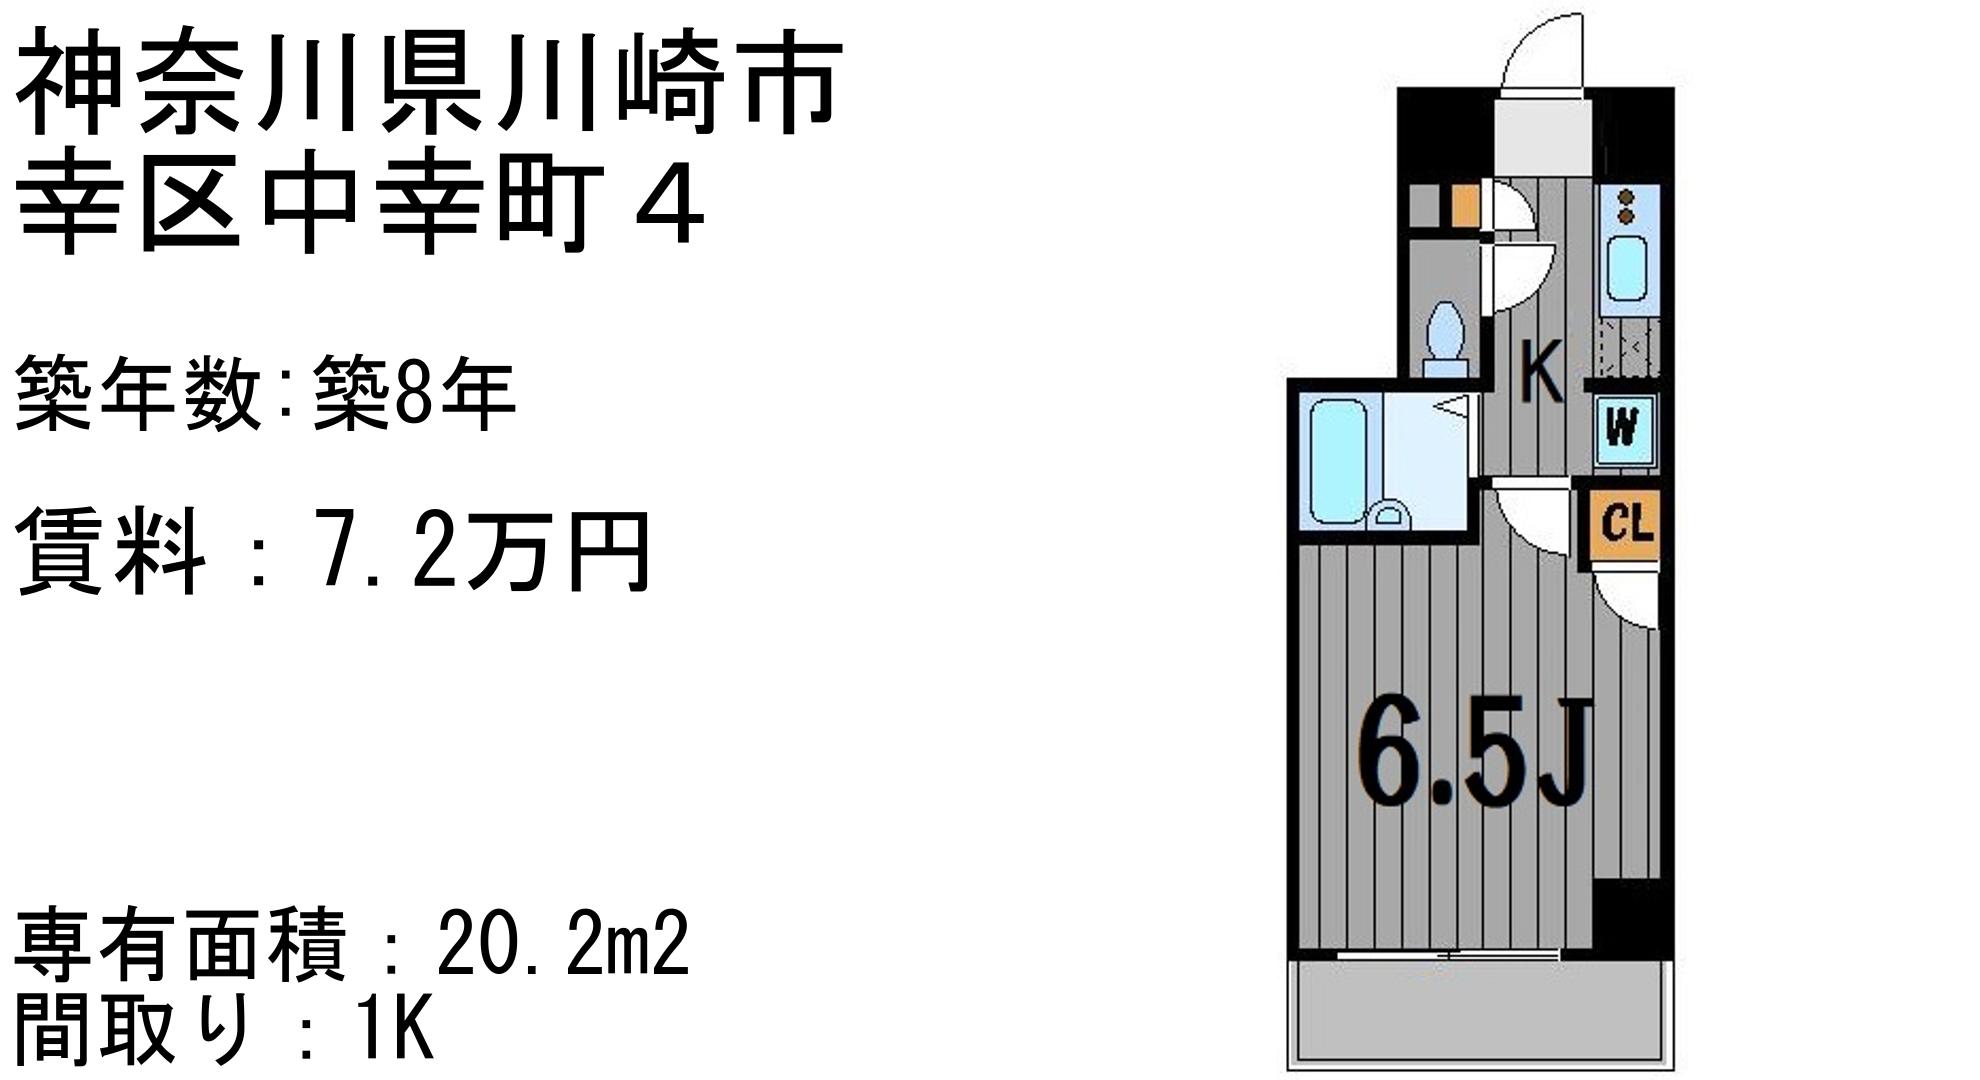 神奈川県川崎市
幸区中幸町４
築年数:築8年
賃料：7.2万円
専有面積：20.2m2
間取り：1K
K
W
CL
6.5J